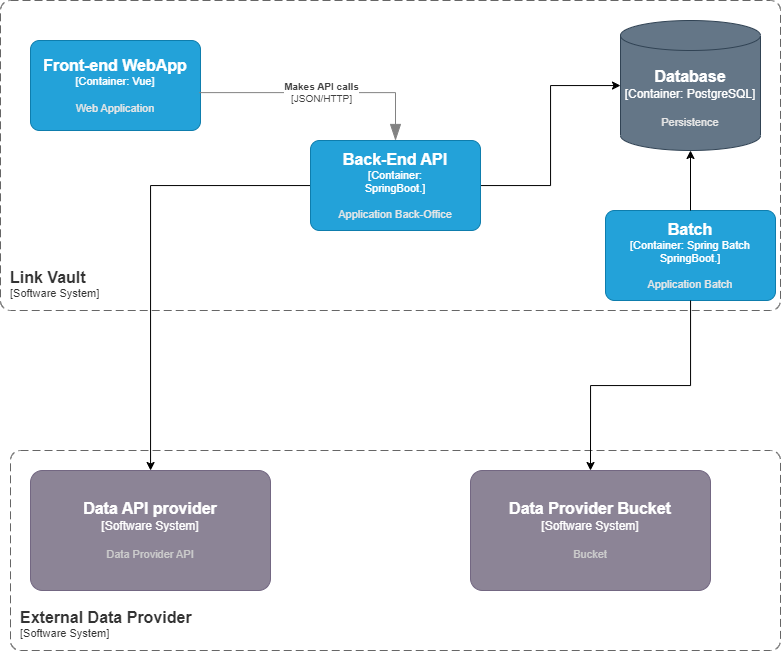 Front-end WebApp
[Container: Vue]
Web Application
Makes API calls
[JSON/HTTP]
Database
[Container: PostgreSQL]
Persistence
Back-End API
[Container:
SpringBoot.]
Application Back-Office
Batch
[Container: Spring Batch
SpringBoot.]
Application Batch
Link Vault
[Software System]
Data API provider
[Software System]
Data Provider API
Data Provider Bucket
[Software System]
Bucket
External Data Provider
[Software System]